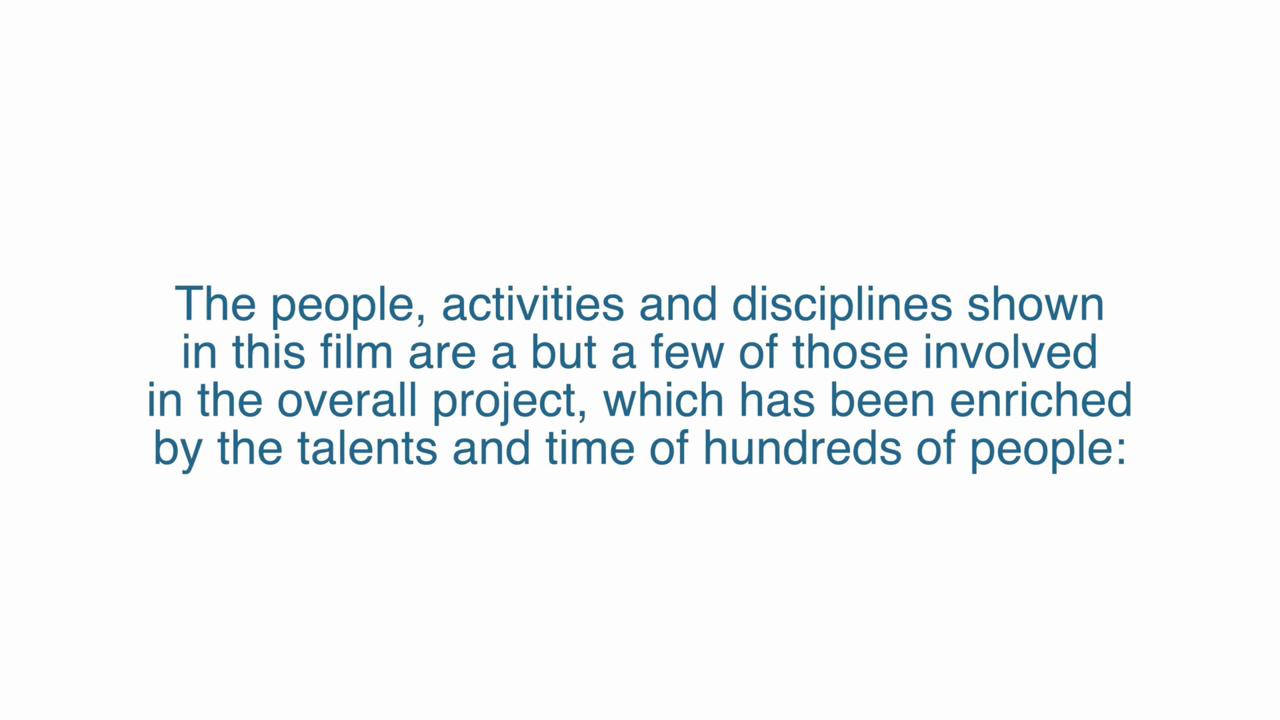 The people, activities and disciplines shown
in this film are a but a few of those involved
in the overall project, which has been enriched
by the talents and time of hundreds of people: